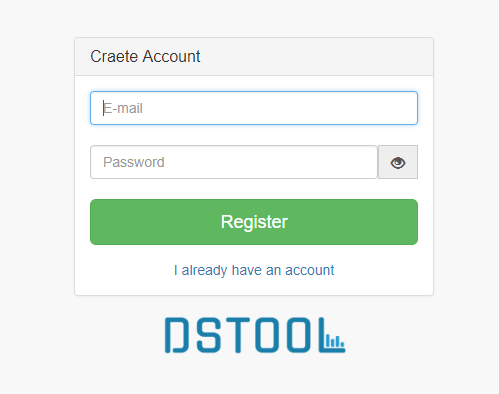 Craete Account
E-mail
Password
Register
I already have an account
DSTOOL